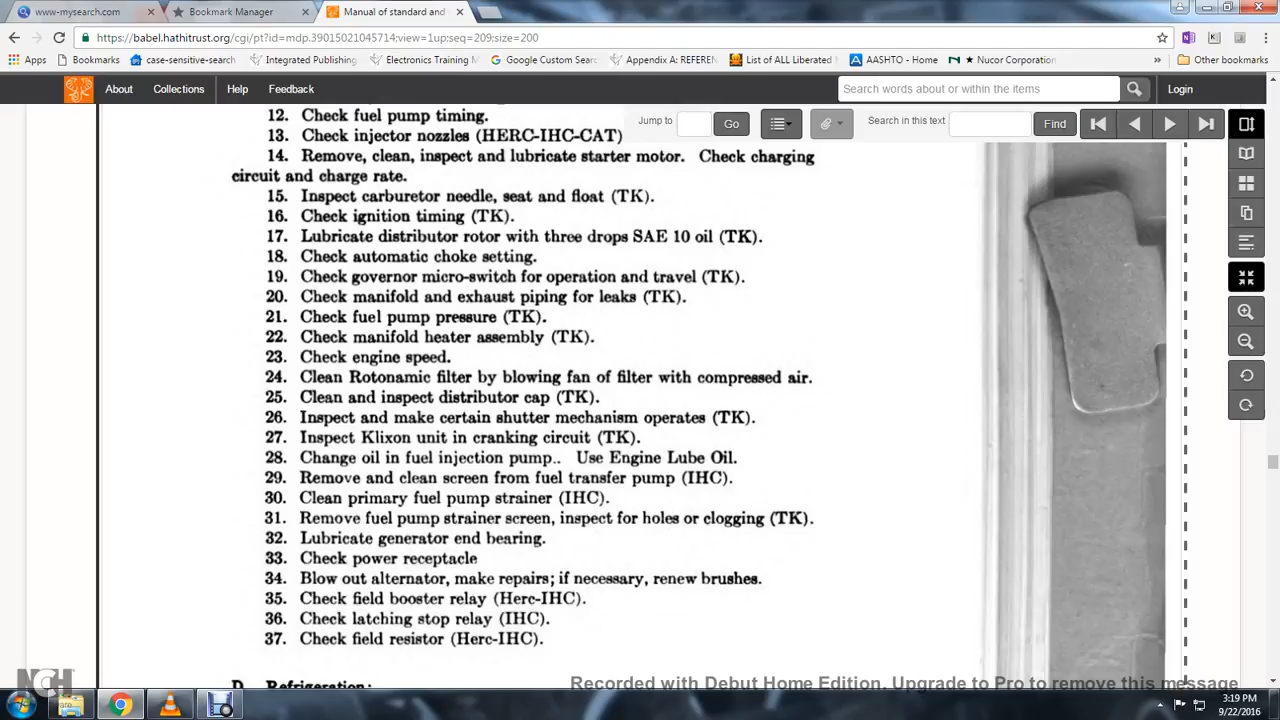 www-mysearch.com
Bookmark Manager
Manual of standard and
https://babel.hathitrust.org/cgi/pt?id=mdp.39015021045714;view=1up;seq=209;size=200
Apps
Bookmarks
case-sensitive-search
Integrated Publishing
Electronics Training
Google Custom Sear
Appendix A: REFEREN
List of ALL Liberated
AASHTO - Home
Nucor Corporation
Other bookmarks
About
Collections
Help
Feedback
Search words about or within the items
Login
Jump to
Go
Search in this text
Find
12. Check fuel pump timing.
13. Check injector nozzles (HERC-IHC-CAT)
14. Remove, clean, inspect and lubricate starter motor. Check charging
circuit and charge rate.
15. Inspect carburetor needle, seat and float (TK).
16. Check ignition timing (TK).
17. Lubricate distributor rotor with three drops SAE 10 oil (TK).
18. Check automatic choke setting.
19. Check governor micro-switch for operation and travel (TK).
20. Check manifold and exhaust piping for leaks (TK).
21. Check fuel pump pressure (TK).
22. Check manifold heater assembly (TK).
23. Check engine speed.
24. Clean Rotonamic filter by blowing fan of filter with compressed air.
25. Clean and inspect distributor cap (TK).
26. Inspect and make certain shutter mechanism operates (TK).
27. Inspect Klixon unit in cranking circuit (TK).
28. Change oil in fuel injection pump.. Use Engine Lube Oil.
29. Remove and clean screen from fuel transfer pump (IHC).
30. Clean primary fuel pump strainer (IHC).
31. Remove fuel pump strainer screen, inspect for holes or clogging (TK).
32. Lubricate generator end bearing.
33. Check power receptacle
34. Blow out alternator, make repairs; if necessary, renew brushes.
35. Check field booster relay (Herc-IHC).
36. Check latching stop relay (IHC).
37. Check field resistor (Herc-IHC).
D. Refrigeration:
NCH
Recorded with Debut Home Edition. Upgrade to Pro to remove this message
3:19 PM
9/22/2016